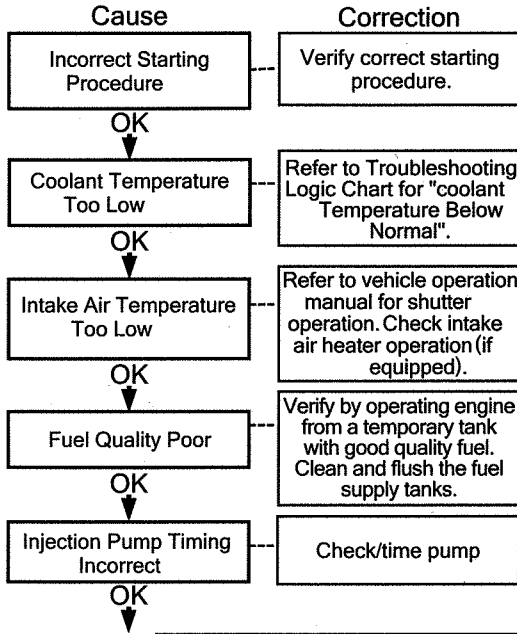 Cause
Correction
Incorrect Starting
Procedure
Verify correct starting
procedure.
OK
Coolant Temperature
Too Low
Refer to Troubleshooting
Logic Chart for "coolant
Temperature Below
Normal".
OK
Intake Air Temperature
Too Low
Refer to vehicle operation
manual for shutter
operation. Check intake
air heater operation (if
equipped).
OK
Fuel Quality Poor
Verify by operating engine
from a temporary tank
with good quality fuel.
Clean and flush the fuel
supply tanks.
OK
Injection Pump Timing
Incorrect
Check/time pump
OK